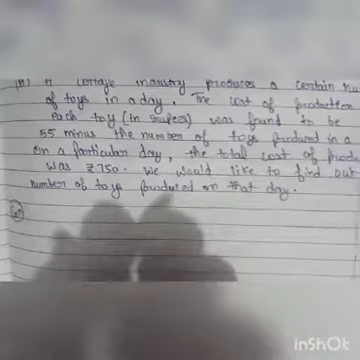 cottage industry produces a certain nu
of toys in a day. The cost of production
each toy (in rupees) was found to be
55 minus the number of toys produced in a
on a particular day, the total cost of produ
was ₹750. We would like to find out
number of toys produced on that day.
InShOt